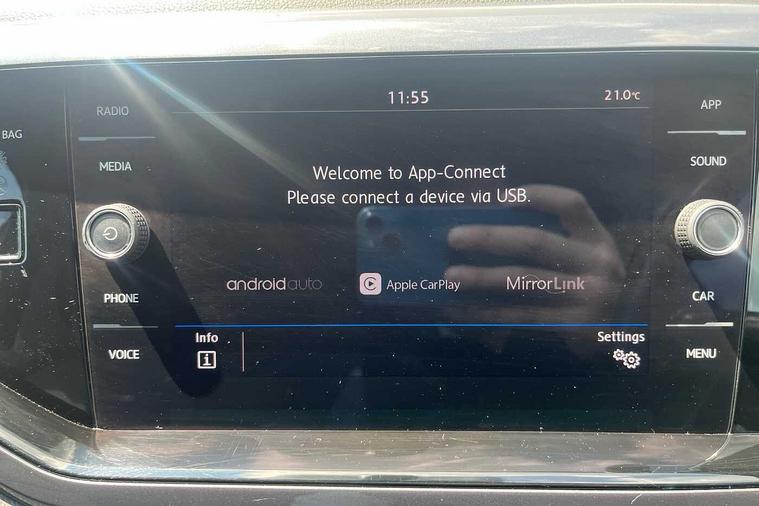 11:55
21.0°C
RADIO
APP
BAG
MEDIA
SOUND
Welcome to App-Connect
Please connect a device via USB.
androidauto
Apple CarPlay
MirrorLink
PHONE
CAR
Info
Settings
VOICE
MENU